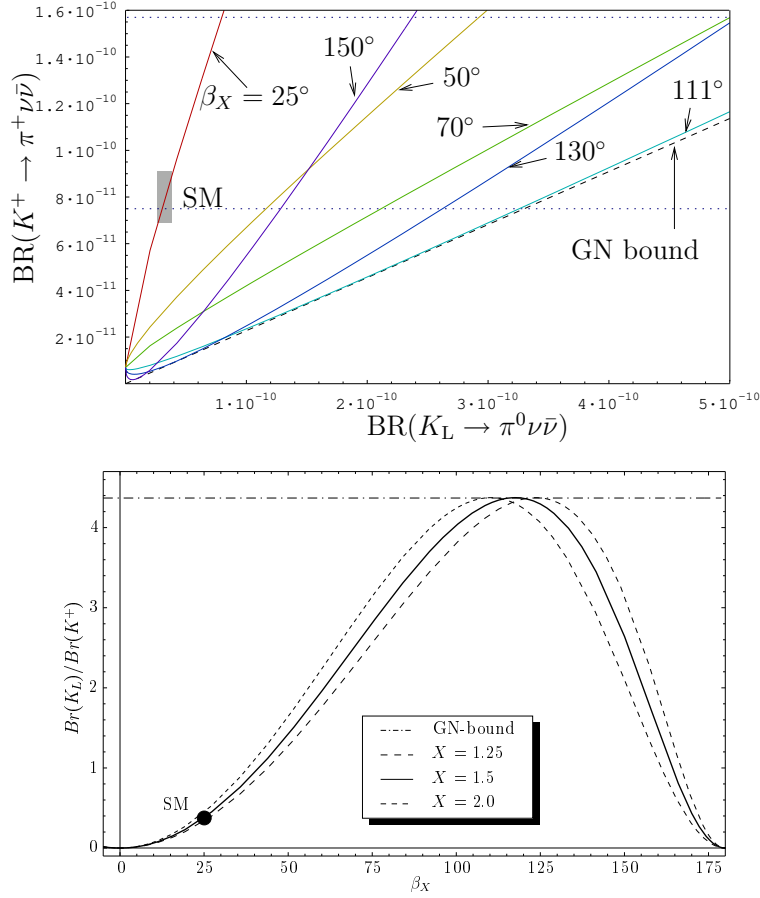 1.6·10⁻¹⁰
1.4·10⁻¹⁰
1.2·10⁻¹⁰
1·10⁻¹⁰
8·10⁻¹¹
6·10⁻¹¹
4·10⁻¹¹
2·10⁻¹¹
BR(K⁺ → π⁺νν̄)
150°
50°
β_X = 25°
70°
111°
130°
SM
GN bound
1·10⁻¹⁰ 2·10⁻¹⁰ 3·10⁻¹⁰ 4·10⁻¹⁰ 5·10⁻¹⁰
BR(K_L → π⁰νν̄)
4
3
2
1
0
Br(K_L)/Br(K⁺)
SM
GN-bound
X = 1.25
X = 1.5
X = 2.0
0 25 50 75 100 125 150 175
β_X